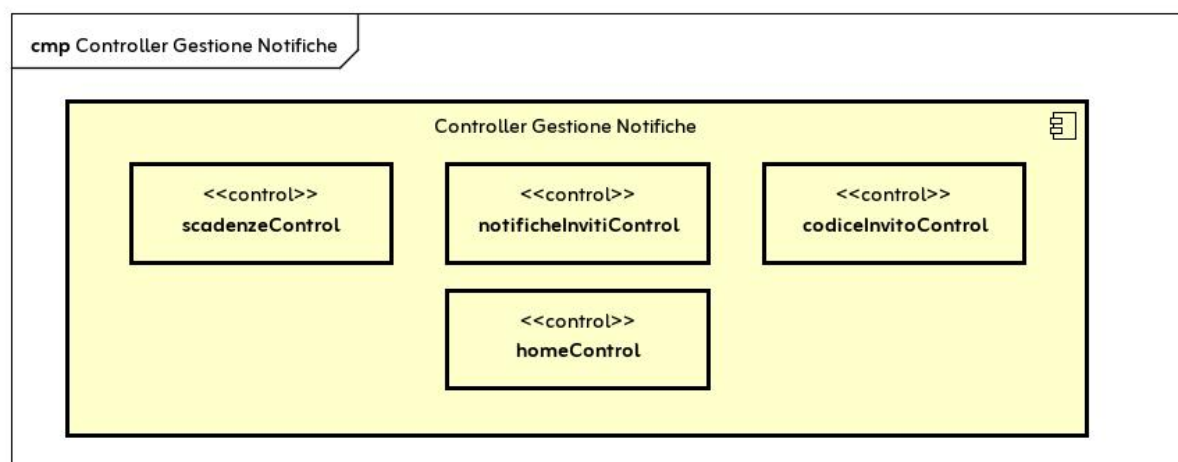 cmp Controller Gestione Notifiche
Controller Gestione Notifiche
<<control>>
scadenzeControl
<<control>>
notificheInvitiControl
<<control>>
codiceInvitoControl
<<control>>
homeControl